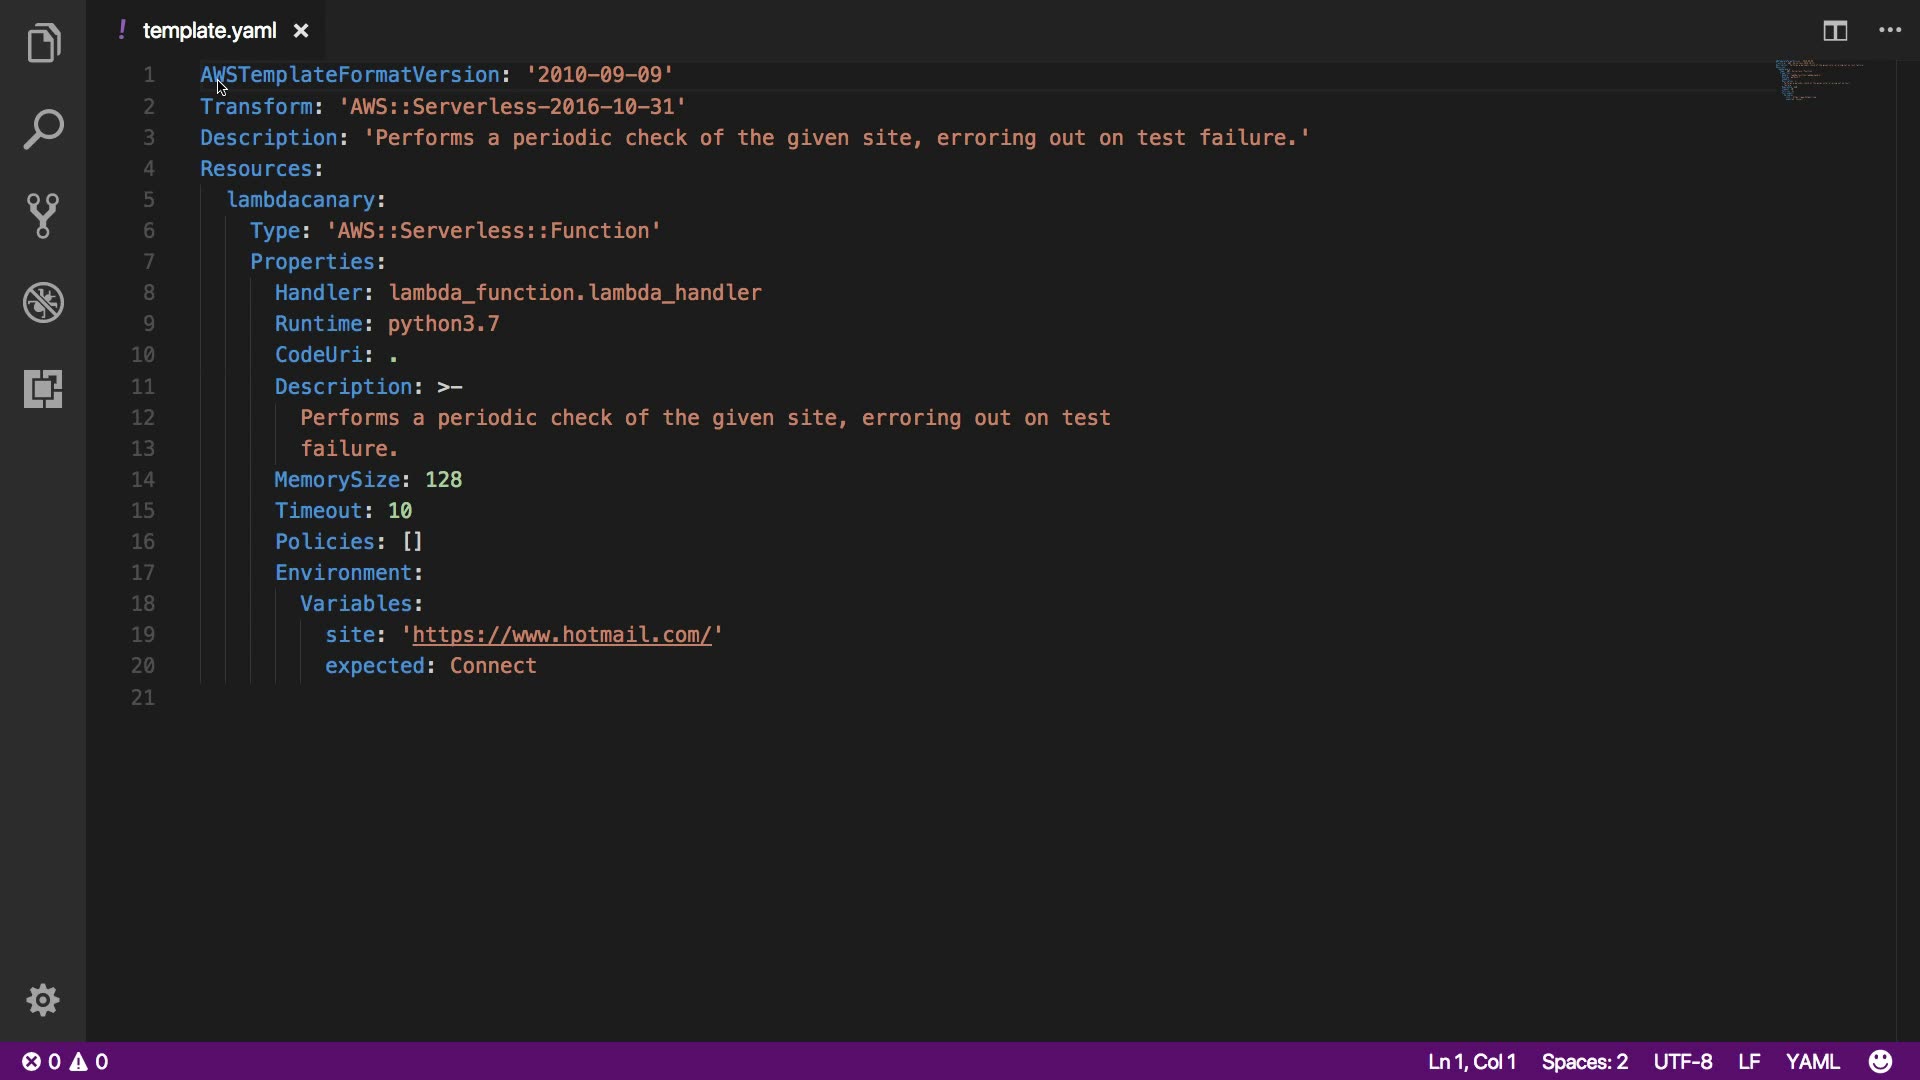 ! template.yaml ×
1 AWSTemplateFormatVersion: '2010-09-09'
2 Transform: 'AWS::Serverless-2016-10-31'
3 Description: 'Performs a periodic check of the given site, erroring out on test failure.'
4 Resources:
5   lambdacanary:
6     Type: 'AWS::Serverless::Function'
7     Properties:
8       Handler: lambda_function.lambda_handler
9       Runtime: python3.7
10       CodeUri: .
11       Description: >-
12         Performs a periodic check of the given site, erroring out on test
13         failure.
14       MemorySize: 128
15       Timeout: 10
16       Policies: []
17       Environment:
18         Variables:
19           site: 'https://www.hotmail.com/'
20           expected: Connect
21
0 0 Ln 1, Col 1 Spaces: 2 UTF-8 LF YAML